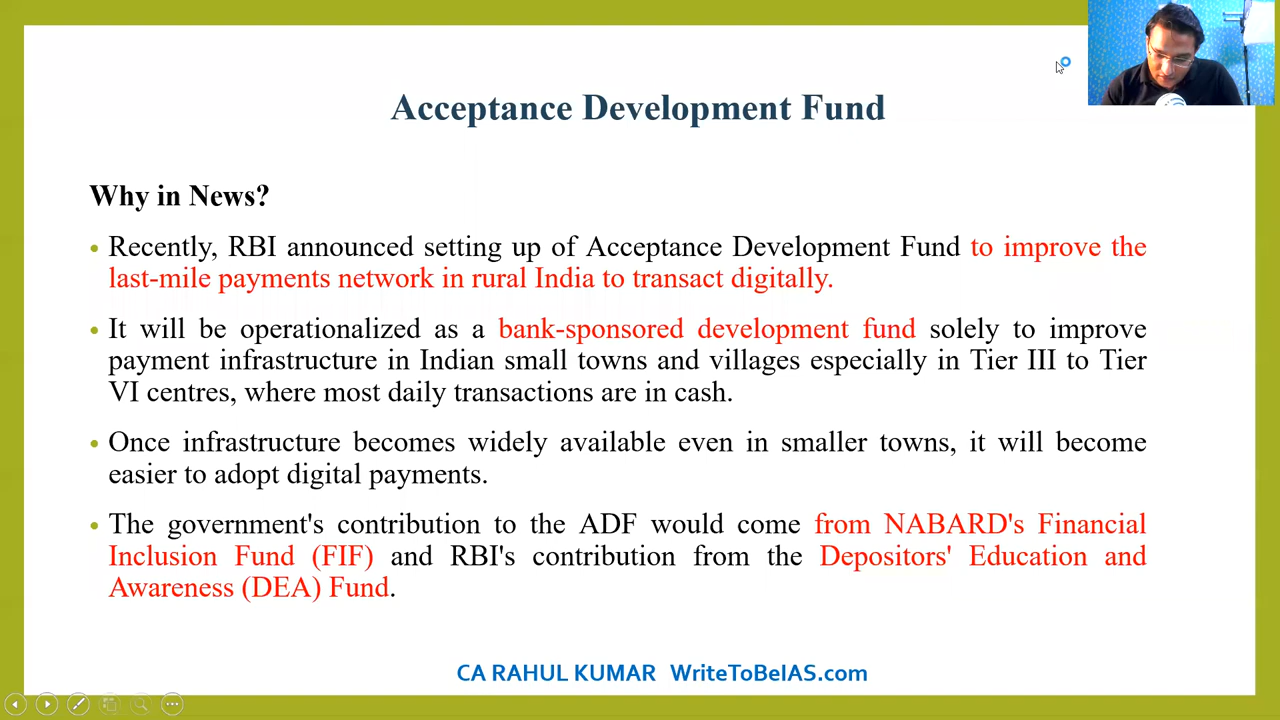 Acceptance Development Fund
Why in News?
• Recently, RBI announced setting up of Acceptance Development Fund to improve the
last-mile payments network in rural India to transact digitally.
• It will be operationalized as a bank-sponsored development fund solely to improve
payment infrastructure in Indian small towns and villages especially in Tier III to Tier
VI centres, where most daily transactions are in cash.
• Once infrastructure becomes widely available even in smaller towns, it will become
easier to adopt digital payments.
• The government's contribution to the ADF would come from NABARD's Financial
Inclusion Fund (FIF) and RBI's contribution from the Depositors' Education and
Awareness (DEA) Fund.
CA RAHUL KUMAR WriteToBeIAS.com